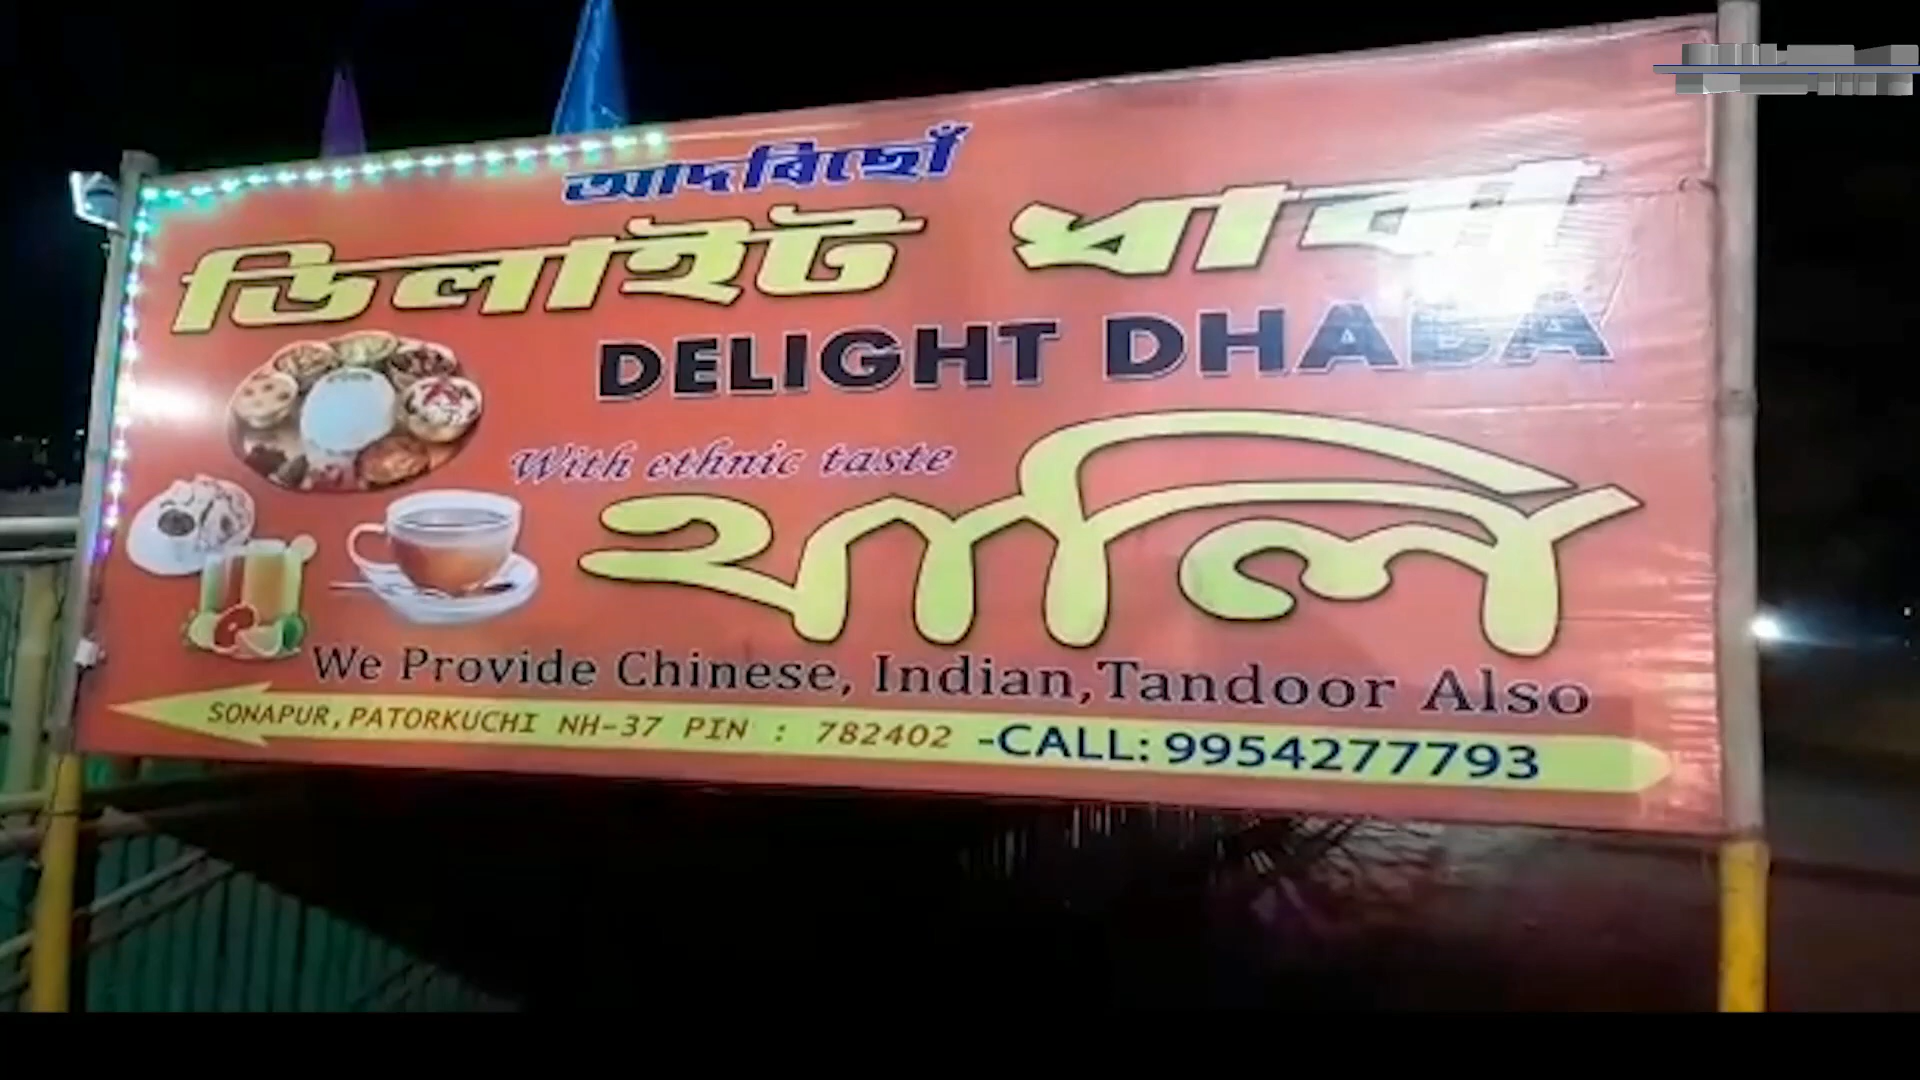 আদৰিছোঁ
ডিলাইট ধাবা
DELIGHT DHABA
With ethnic taste
থালি
We Provide Chinese, Indian,Tandoor Also
SONAPUR,PATORKUCHI NH-37 PIN : 782402 -CALL: 9954277793